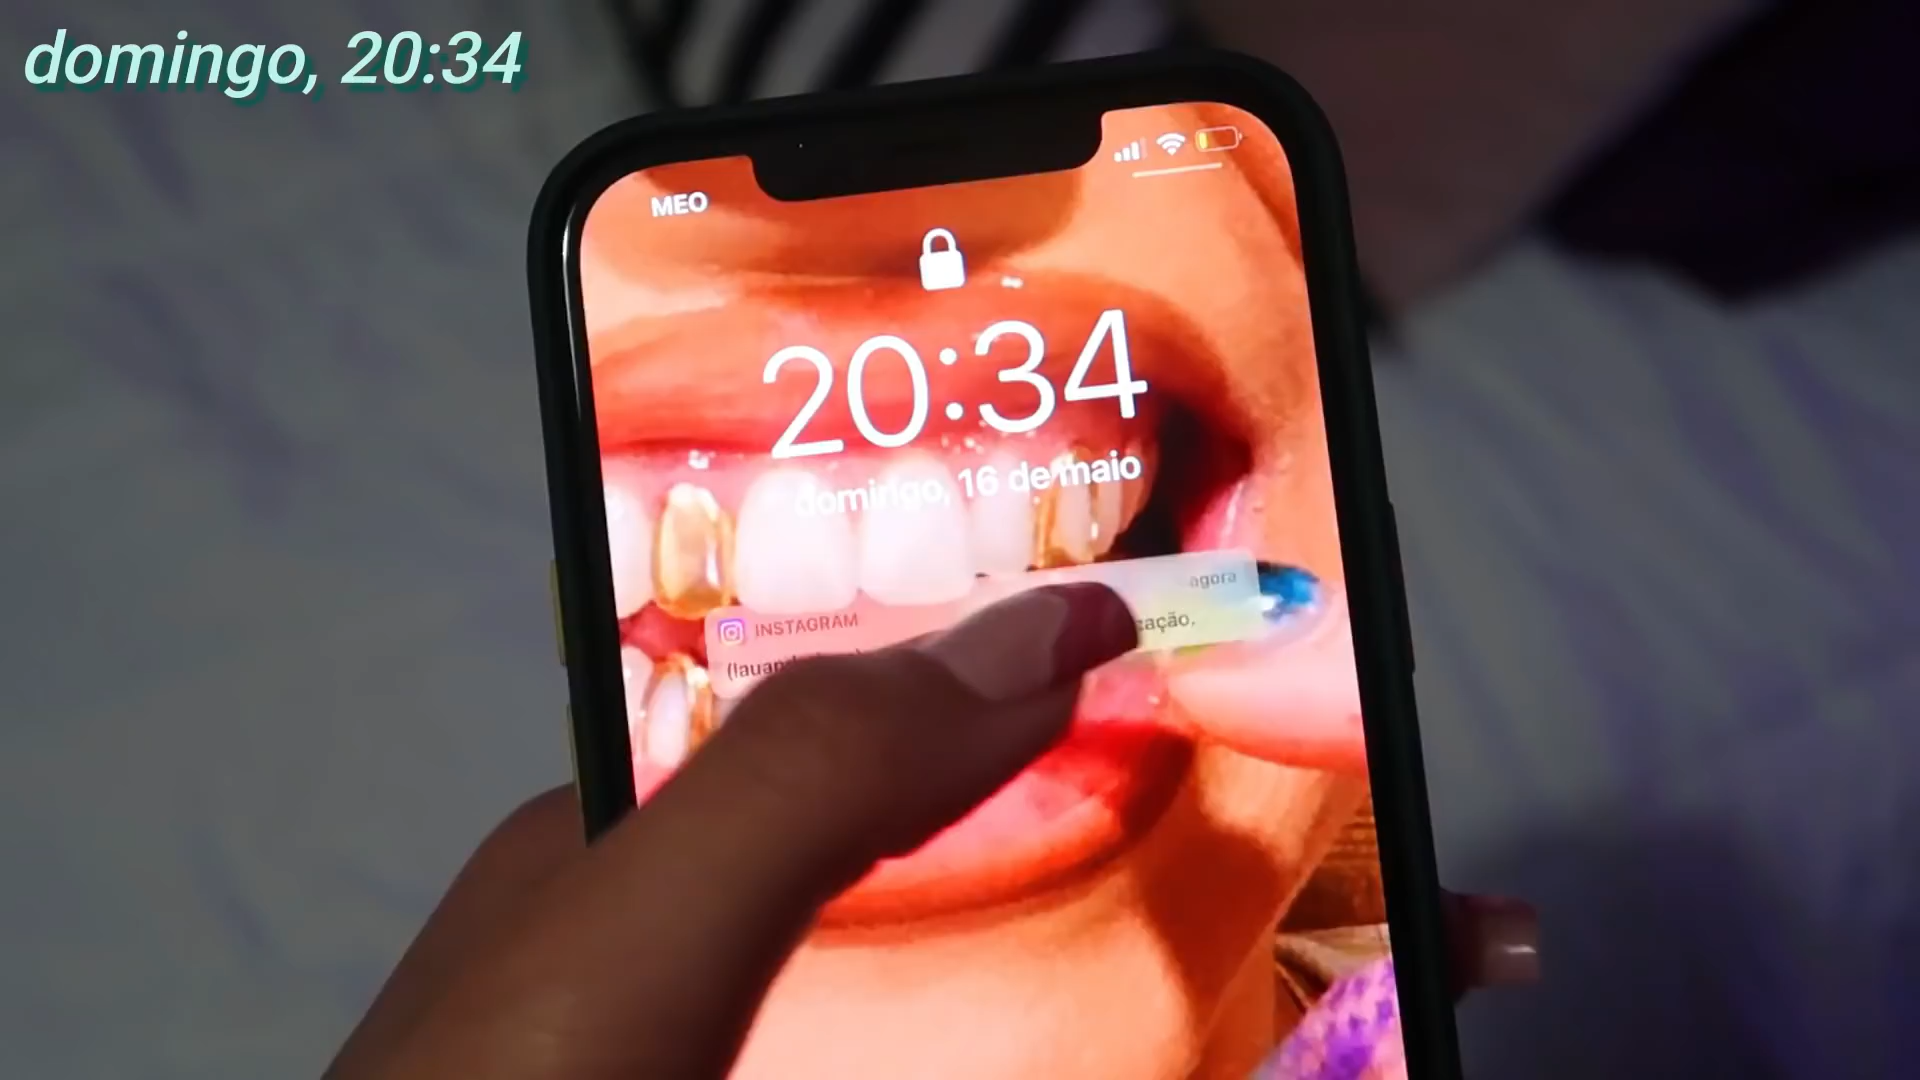 domingo, 20:34
MEO
20:34
domingo, 16 de maio
INSTAGRAM agora